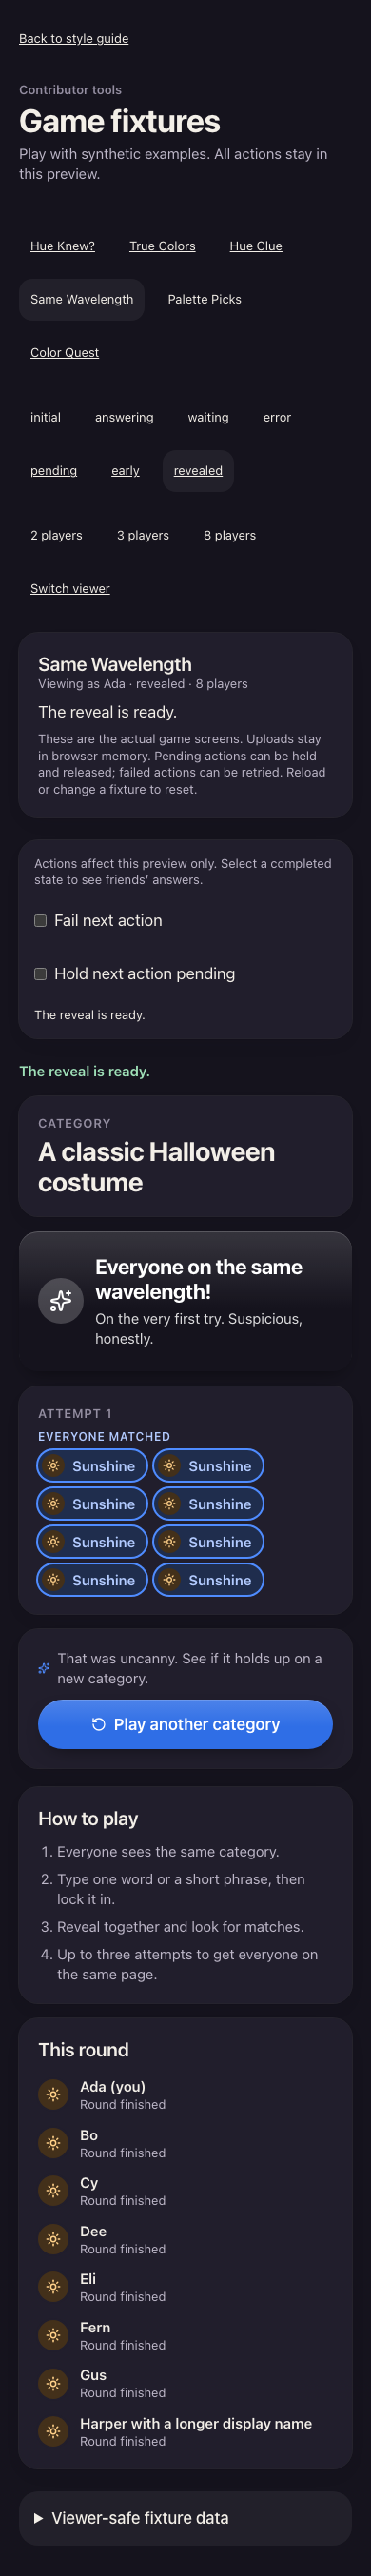 Back to style guide
Contributor tools
Game fixtures
Play with synthetic examples. All actions stay in
this preview.
Hue Knew? True Colors Hue Clue
Same Wavelength Palette Picks
Color Quest
initial answering waiting error
pending early revealed
2 players 3 players 8 players
Switch viewer
Same Wavelength
Viewing as Ada · revealed · 8 players
The reveal is ready.
These are the actual game screens. Uploads stay
in browser memory. Pending actions can be held
and released; failed actions can be retried. Reload
or change a fixture to reset.
Actions affect this preview only. Select a completed
state to see friends' answers.
Fail next action
Hold next action pending
The reveal is ready.
The reveal is ready.
CATEGORY
A classic Halloween
costume
Everyone on the same
wavelength!
On the very first try. Suspicious,
honestly.
ATTEMPT 1
EVERYONE MATCHED
Sunshine Sunshine
Sunshine Sunshine
Sunshine Sunshine
Sunshine Sunshine
That was uncanny. See if it holds up on a
new category.
Play another category
How to play
1. Everyone sees the same category.
2. Type one word or a short phrase, then
lock it in.
3. Reveal together and look for matches.
4. Up to three attempts to get everyone on
the same page.
This round
Ada (you)
Round finished
Bo
Round finished
Cy
Round finished
Dee
Round finished
Eli
Round finished
Fern
Round finished
Gus
Round finished
Harper with a longer display name
Round finished
Viewer-safe fixture data